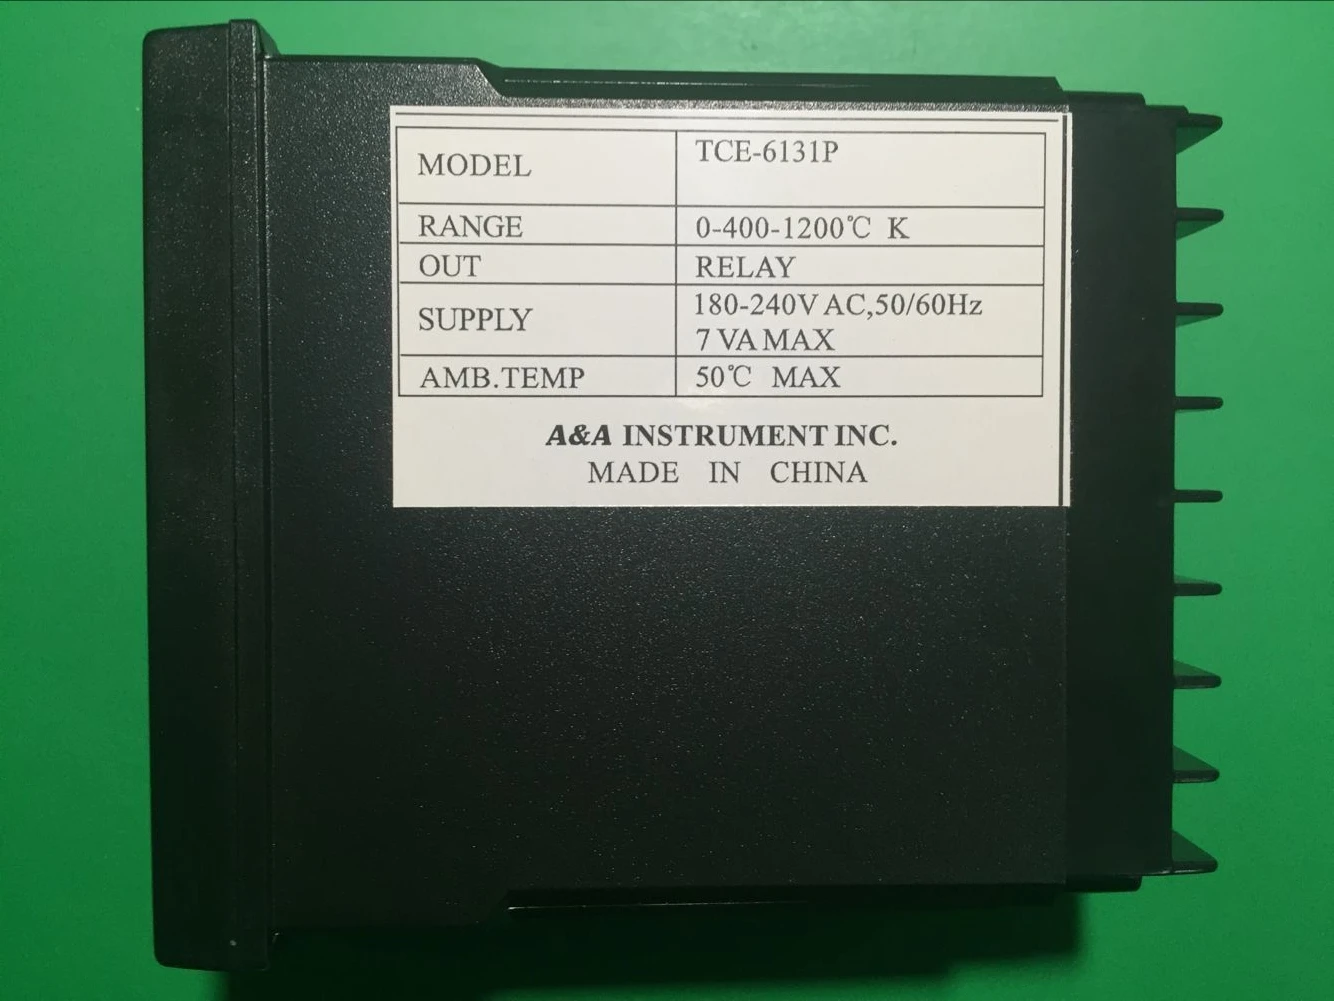 MODEL TCE-6131P
RANGE 0-400-1200℃ K
OUT RELAY
SUPPLY 180-240V AC,50/60Hz
7 VA MAX
AMB.TEMP 50℃ MAX
A&A INSTRUMENT INC.
MADE IN CHINA